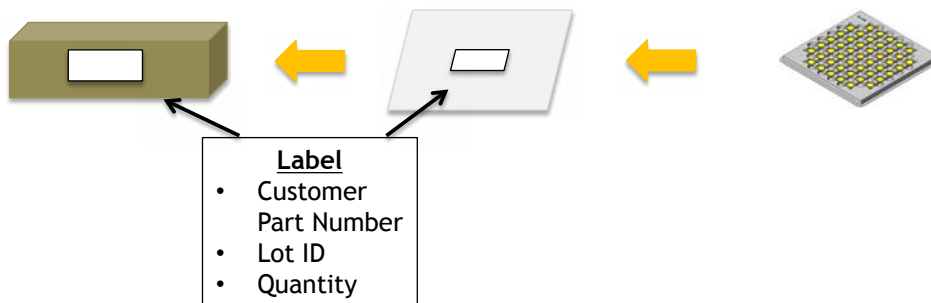 Label
• Customer
Part Number
• Lot ID
• Quantity